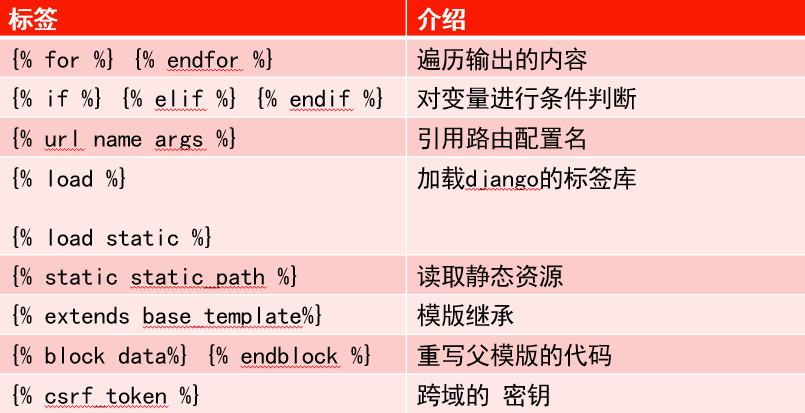 标签 介绍
{% for %} {% endfor %} 遍历输出的内容
{% if %} {% elif %} {% endif %} 对变量进行条件判断
{% url name args %} 引用路由配置名
{% load %} 加载django的标签库
{% load static %}
{% static static_path %} 读取静态资源
{% extends base_template%} 模版继承
{% block data%} {% endblock %} 重写父模版的代码
{% csrf_token %} 跨域的 密钥